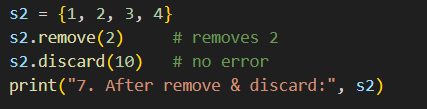 s2 = {1, 2, 3, 4}
s2.remove(2)     # removes 2
s2.discard(10)   # no error
print("7. After remove & discard:", s2)